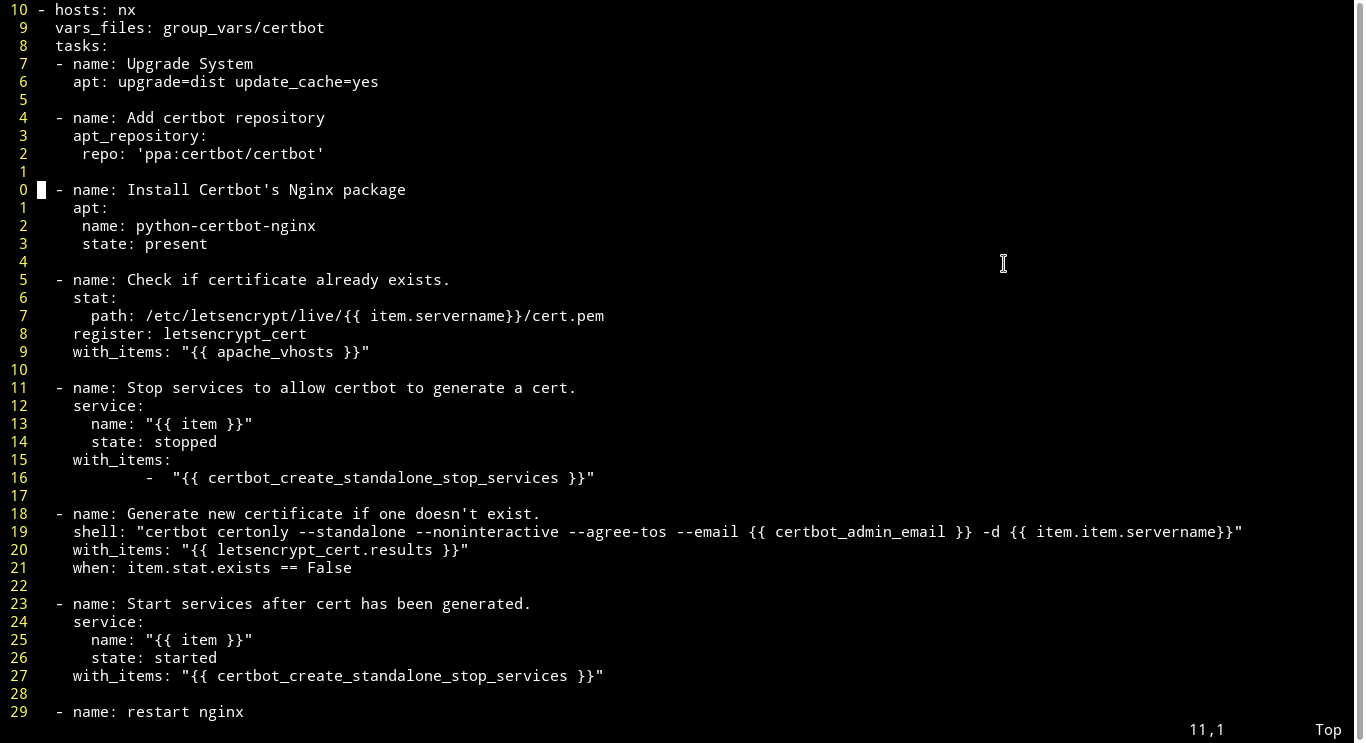 10 - hosts: nx
 9   vars_files: group_vars/certbot
 8   tasks:
 7   - name: Upgrade System
 6     apt: upgrade=dist update_cache=yes
 5
 4   - name: Add certbot repository
 3     apt_repository:
 2      repo: 'ppa:certbot/certbot'
 1
 0   - name: Install Certbot's Nginx package
 1     apt:
 2      name: python-certbot-nginx
 3      state: present
 4
 5   - name: Check if certificate already exists.
 6     stat:
 7       path: /etc/letsencrypt/live/{{ item.servername}}/cert.pem
 8     register: letsencrypt_cert
 9     with_items: "{{ apache_vhosts }}"
10
11   - name: Stop services to allow certbot to generate a cert.
12     service:
13       name: "{{ item }}"
14       state: stopped
15     with_items:
16             -  "{{ certbot_create_standalone_stop_services }}"
17
18   - name: Generate new certificate if one doesn't exist.
19     shell: "certbot certonly --standalone --noninteractive --agree-tos --email {{ certbot_admin_email }} -d {{ item.item.servername}}"
20     with_items: "{{ letsencrypt_cert.results }}"
21     when: item.stat.exists == False
22
23   - name: Start services after cert has been generated.
24     service:
25       name: "{{ item }}"
26       state: started
27     with_items: "{{ certbot_create_standalone_stop_services }}"
28
29   - name: restart nginx
11,1          Top